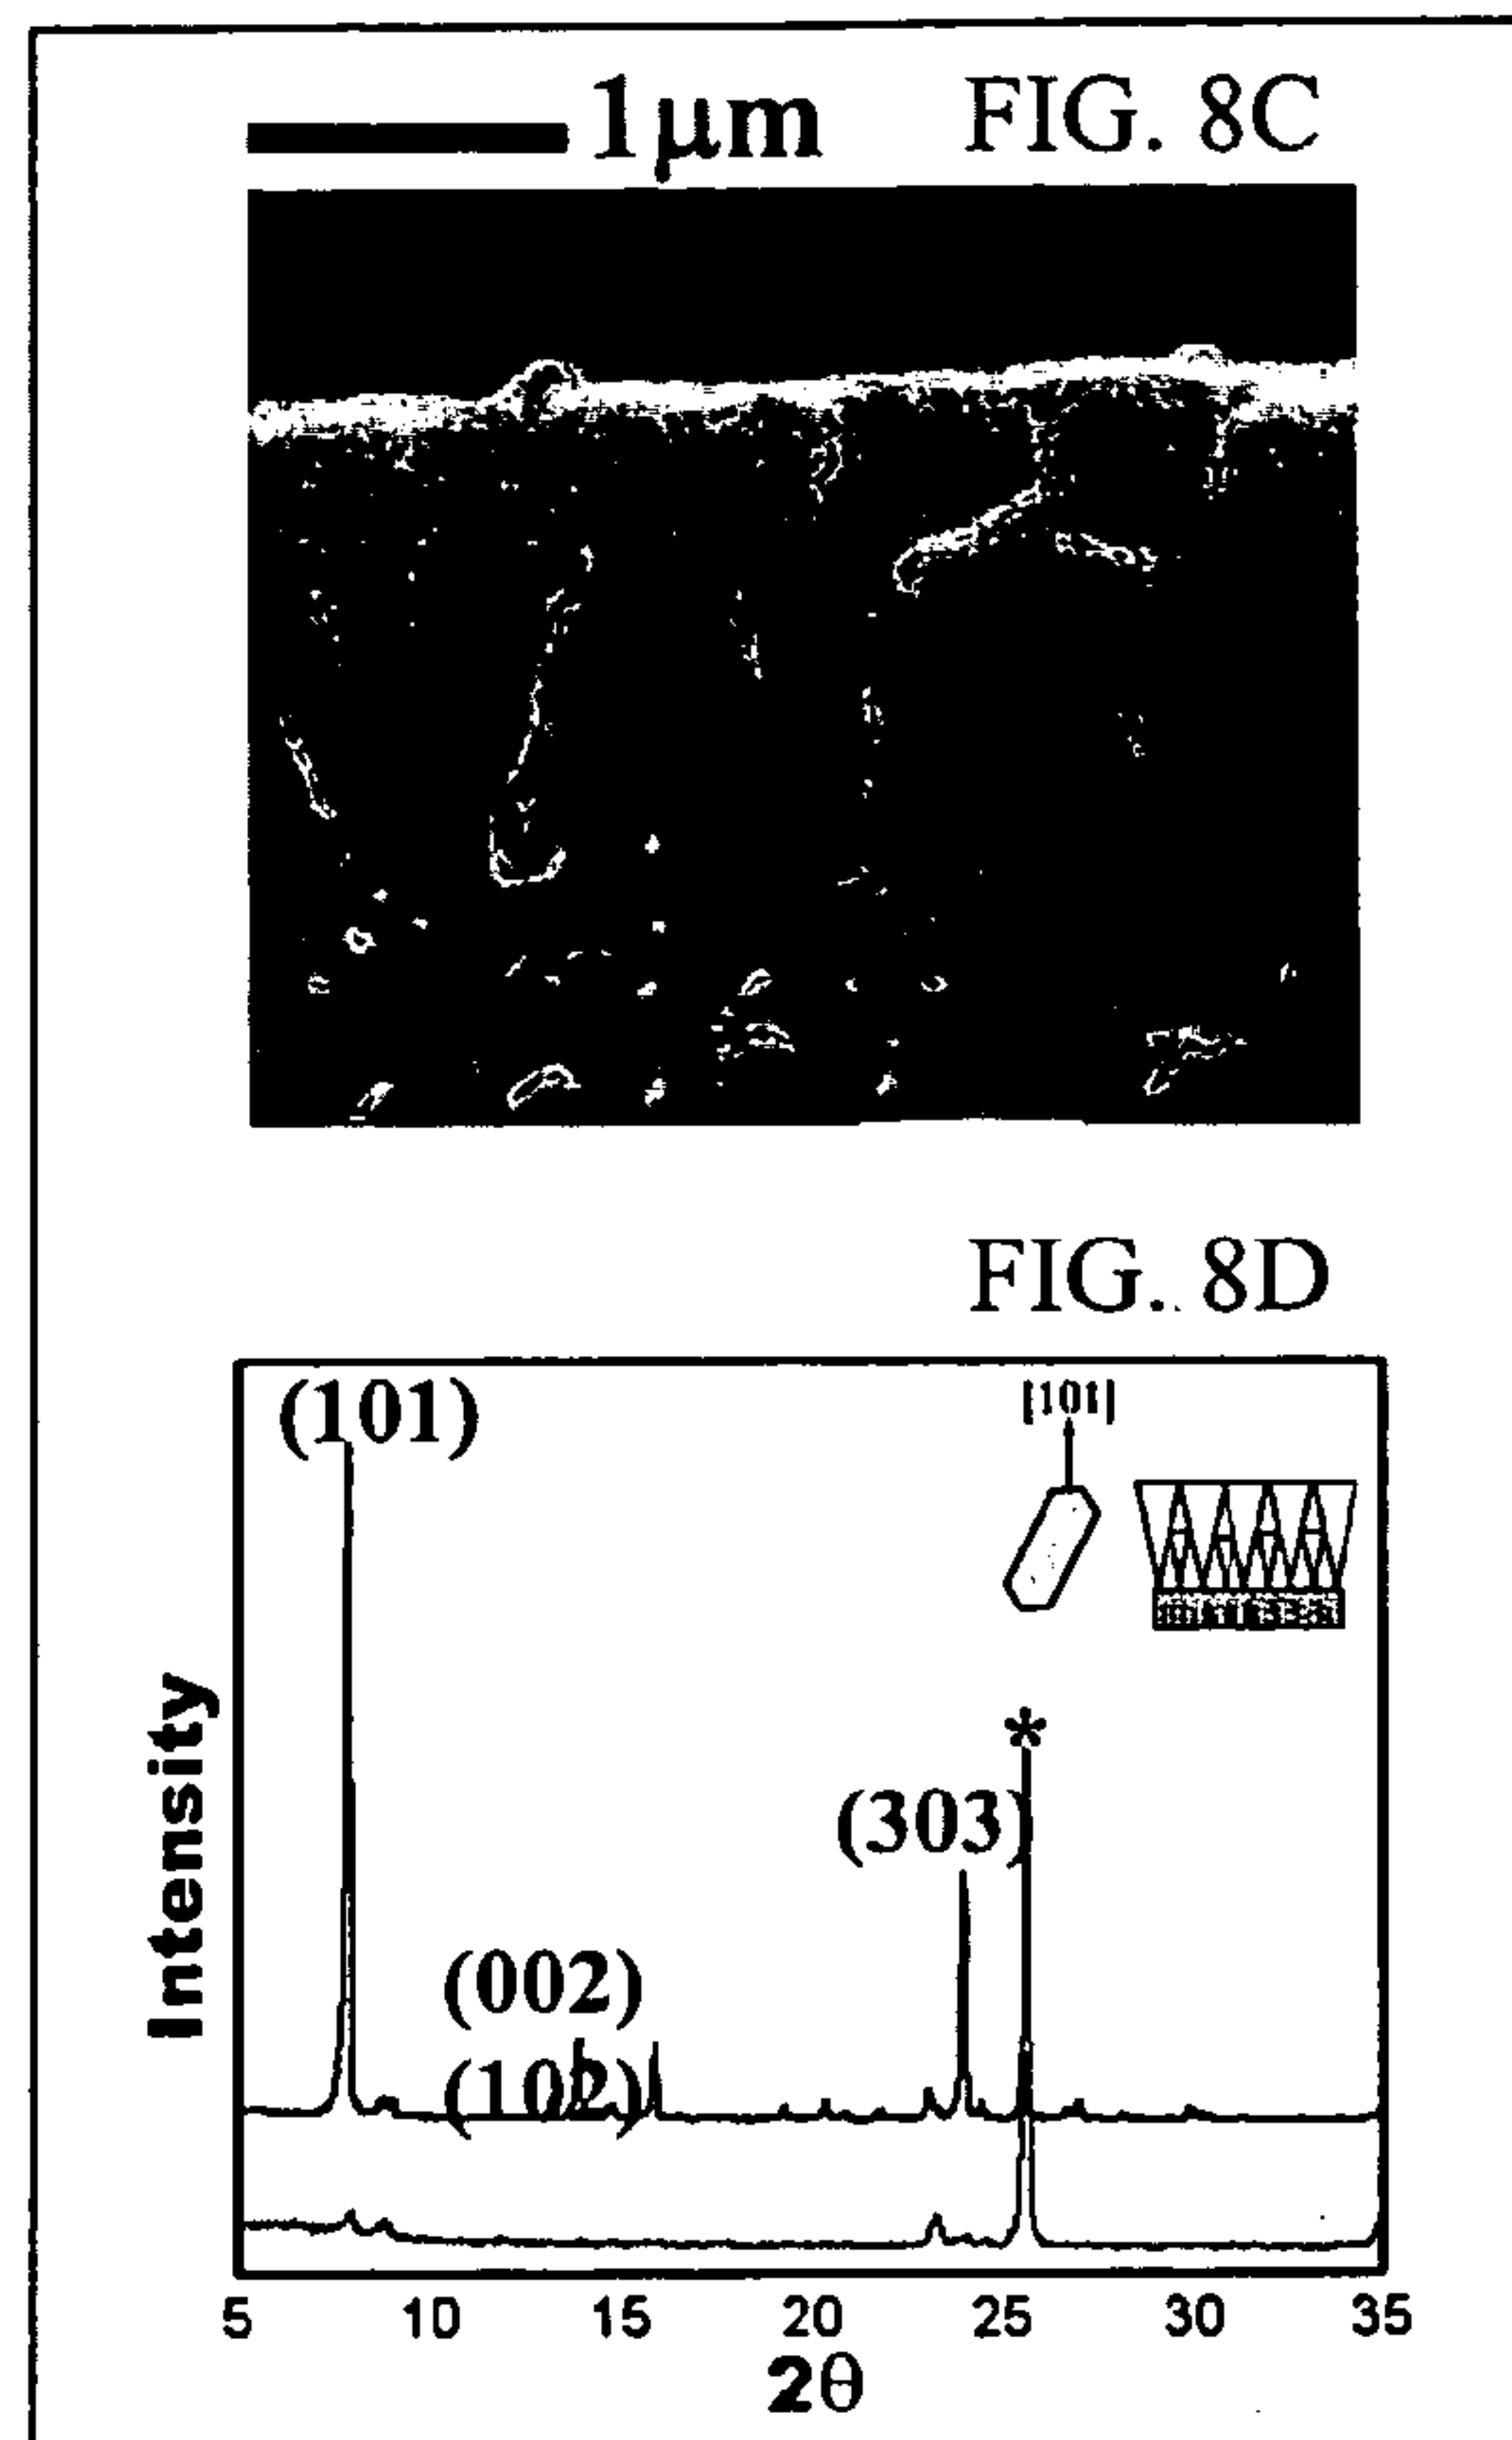 1μm FIG. 8C
FIG. 8D
(101)
[101]
*
(303)
(002)
(102)
Intensity
5 10 15 20 25 30 35
2θ